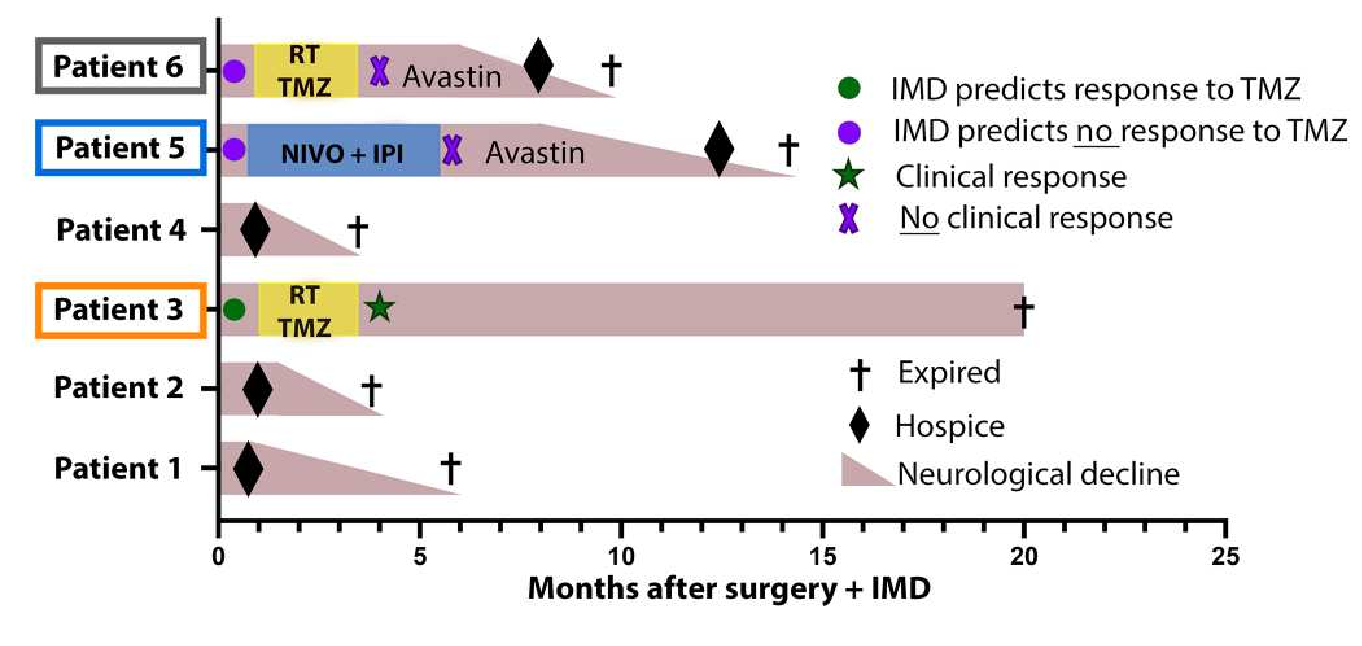 Patient 6
RT
TMZ
Avastin
Patient 5
NIVO + IPI
Avastin
Patient 4
Patient 3
RT
TMZ
Patient 2
Patient 1
IMD predicts response to TMZ
IMD predicts no response to TMZ
Clinical response
No clinical response
Expired
Hospice
Neurological decline
0 5 10 15 20 25
Months after surgery + IMD